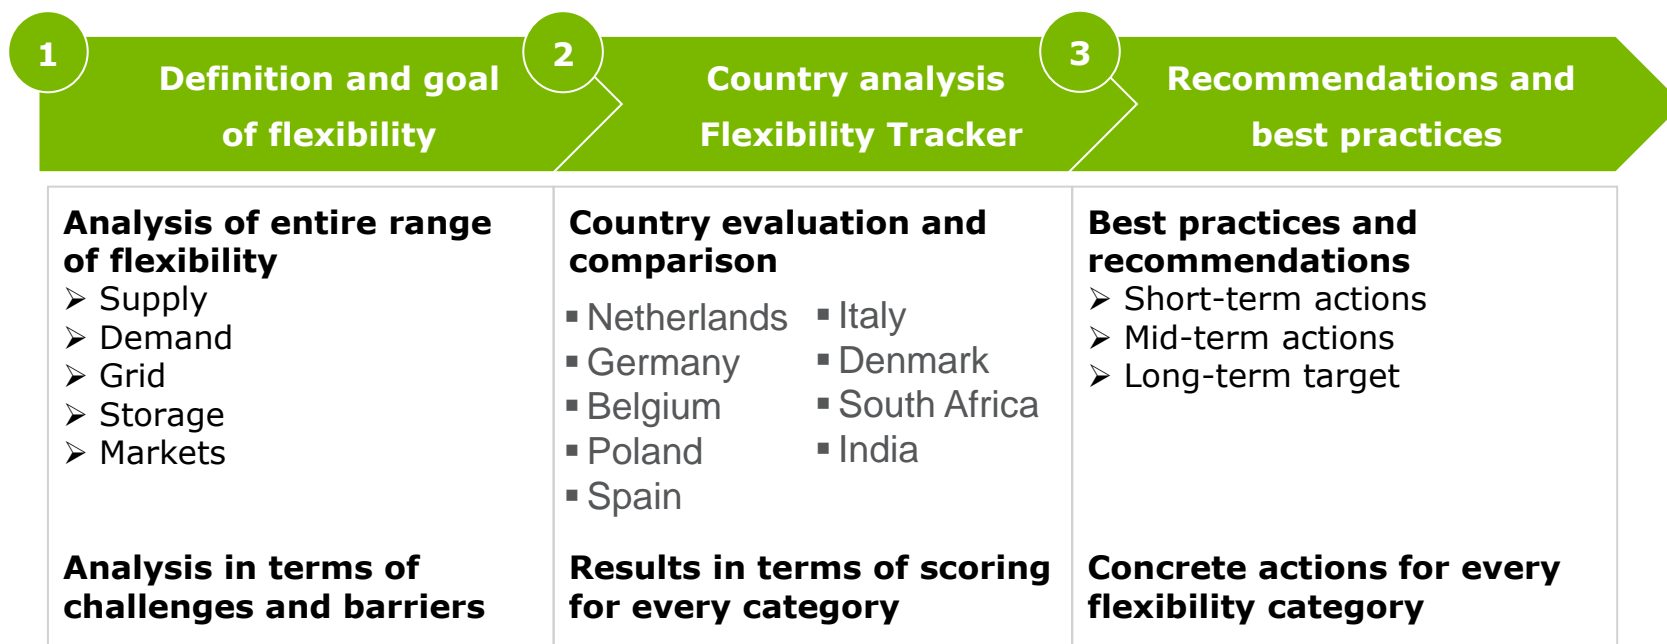 1
Definition and goal
of flexibility
2
Country analysis
Flexibility Tracker
3
Recommendations and
best practices
Analysis of entire range
of flexibility
➢ Supply
➢ Demand
➢ Grid
➢ Storage
➢ Markets
Analysis in terms of
challenges and barriers
Country evaluation and
comparison
▪ Netherlands
▪ Germany
▪ Belgium
▪ Poland
▪ Spain
▪ Italy
▪ Denmark
▪ South Africa
▪ India
Results in terms of scoring
for every category
Best practices and
recommendations
➢ Short-term actions
➢ Mid-term actions
➢ Long-term target
Concrete actions for every
flexibility category